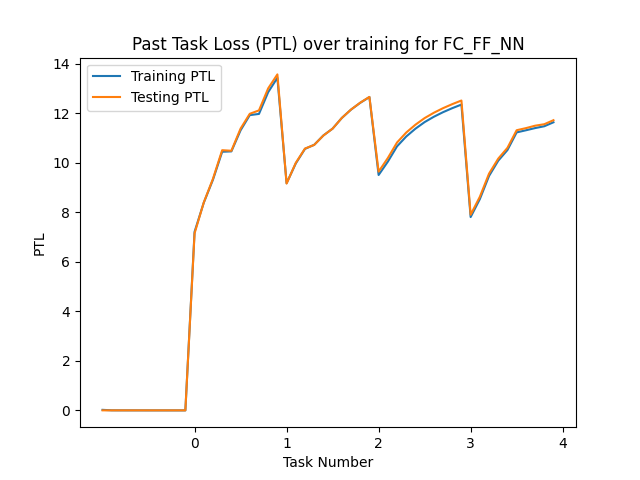 Past Task Loss (PTL) over training for FC_FF_NN
Training PTL
Testing PTL
PTL
14
12
10
8
6
4
2
0
0 1 2 3 4
Task Number